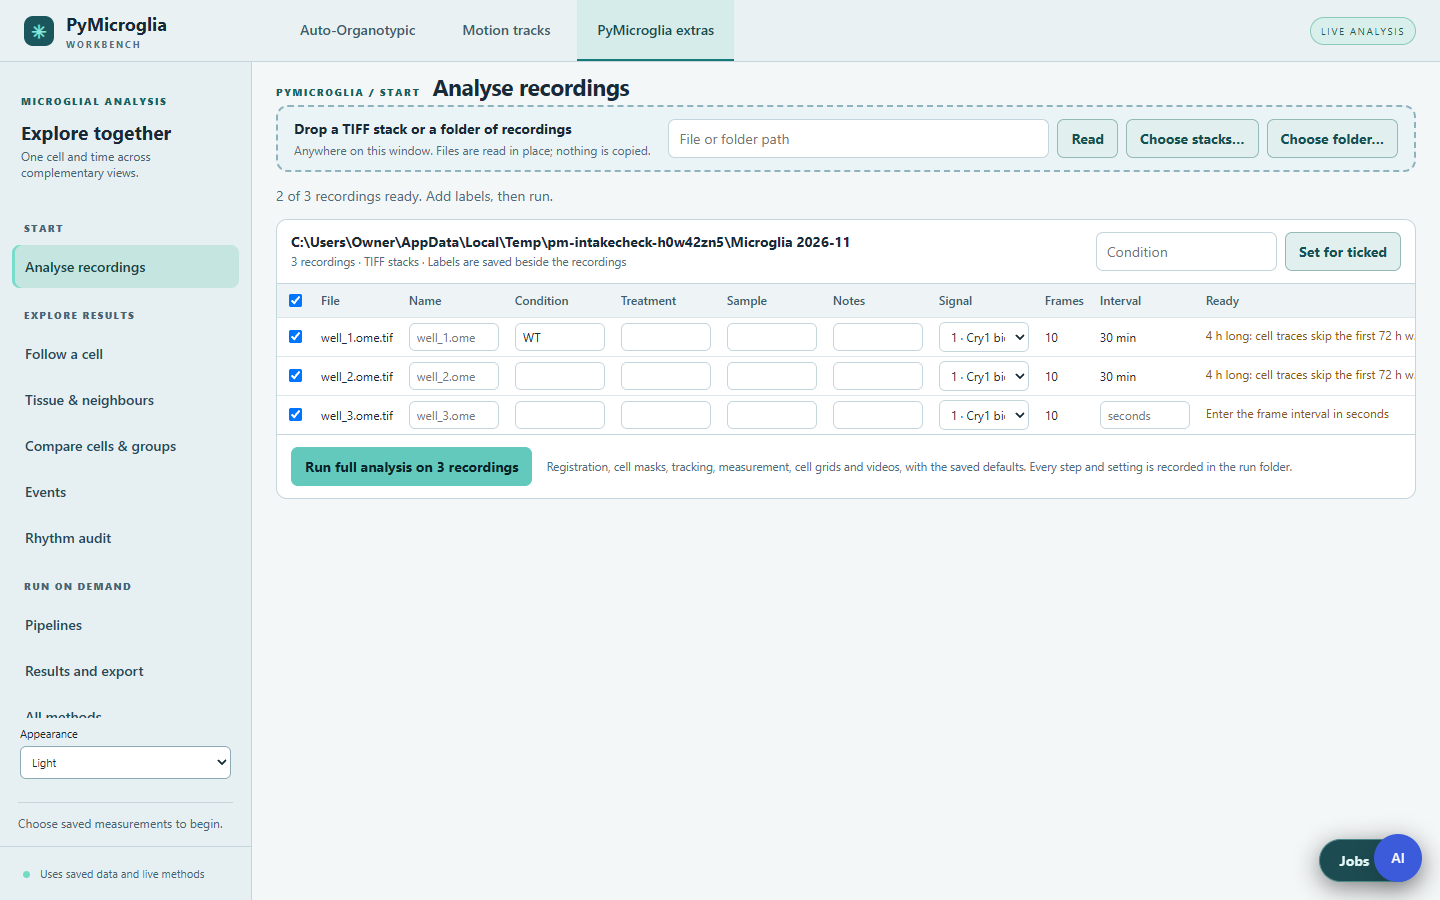 PyMicroglia
WORKBENCH
Auto-Organotypic
Motion tracks
PyMicroglia extras
LIVE ANALYSIS
MICROGLIAL ANALYSIS
Explore together
One cell and time across
complementary views.
START
Analyse recordings
EXPLORE RESULTS
Follow a cell
Tissue & neighbours
Compare cells & groups
Events
Rhythm audit
RUN ON DEMAND
Pipelines
Results and export
All methods
Appearance
Light
Choose saved measurements to begin.
Uses saved data and live methods
PYMICROGLIA / START Analyse recordings
Drop a TIFF stack or a folder of recordings
Anywhere on this window. Files are read in place; nothing is copied.
File or folder path
Read
Choose stacks...
Choose folder...
2 of 3 recordings ready. Add labels, then run.
C:\Users\Owner\AppData\Local\Temp\pm-intakecheck-h0w42zn5\Microglia 2026-11
3 recordings · TIFF stacks · Labels are saved beside the recordings
Condition
Set for ticked
File Name Condition Treatment Sample Notes Signal Frames Interval Ready
well_1.ome.tif well_1.ome WT 1 · Cry1 bi 10 30 min 4 h long: cell traces skip the first 72 h w
well_2.ome.tif well_2.ome 1 · Cry1 bi 10 30 min 4 h long: cell traces skip the first 72 h w
well_3.ome.tif well_3.ome 1 · Cry1 bi 10 seconds Enter the frame interval in seconds
Run full analysis on 3 recordings
Registration, cell masks, tracking, measurement, cell grids and videos, with the saved defaults. Every step and setting is recorded in the run folder.
Jobs
AI